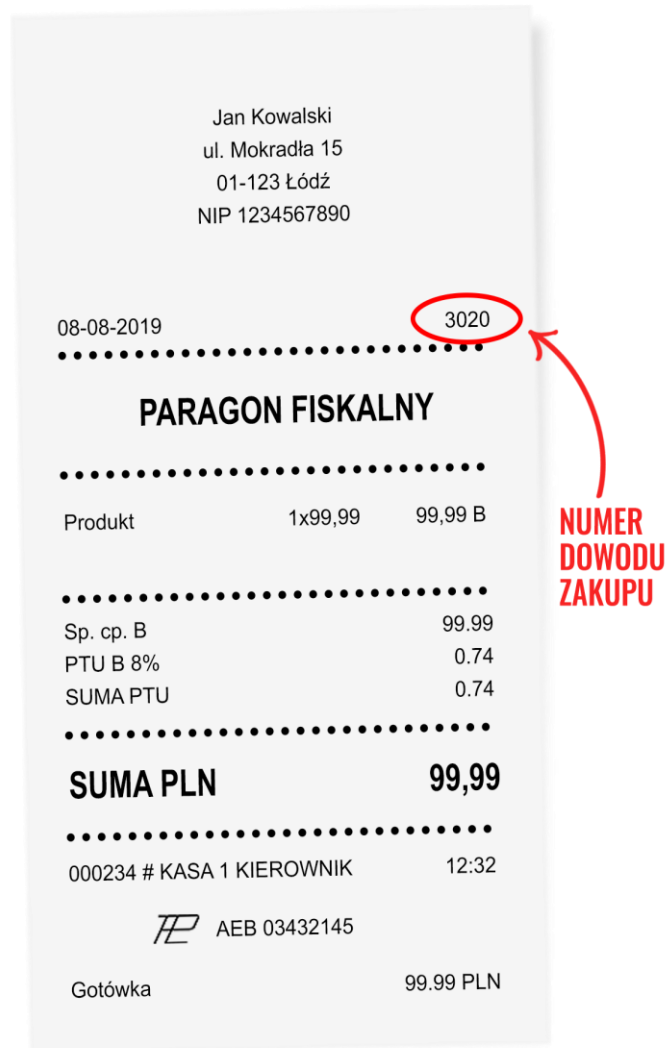 Jan Kowalski
ul. Mokradła 15
01-123 Łódź
NIP 1234567890
08-08-2019 3020
PARAGON FISKALNY
Produkt 1x99,99 99,99 B
NUMER
DOWODU
ZAKUPU
Sp. cp. B 99.99
PTU B 8% 0.74
SUMA PTU 0.74
SUMA PLN 99,99
000234 # KASA 1 KIEROWNIK 12:32
AEB 03432145
Gotówka 99.99 PLN